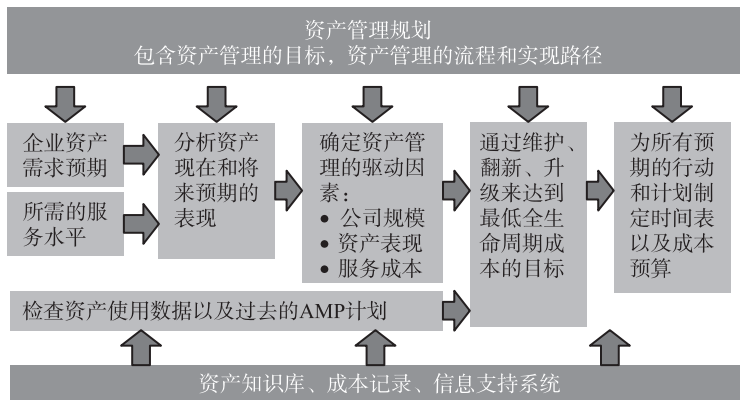 资产管理规划
包含资产管理的目标，资产管理的流程和实现路径
企业资产
需求预期
所需的服
务水平
分析资产
现在和将
来预期的
表现
确定资产管
理的驱动因
素：
• 公司规模
• 资产表现
• 服务成本
通过维护、
翻新、升
级来达到
最低全生
命周期成
本的目标
为所有预
期的行动
和计划制
定时间表
以及成本
预算
检查资产使用数据以及过去的AMP计划
资产知识库、成本记录、信息支持系统